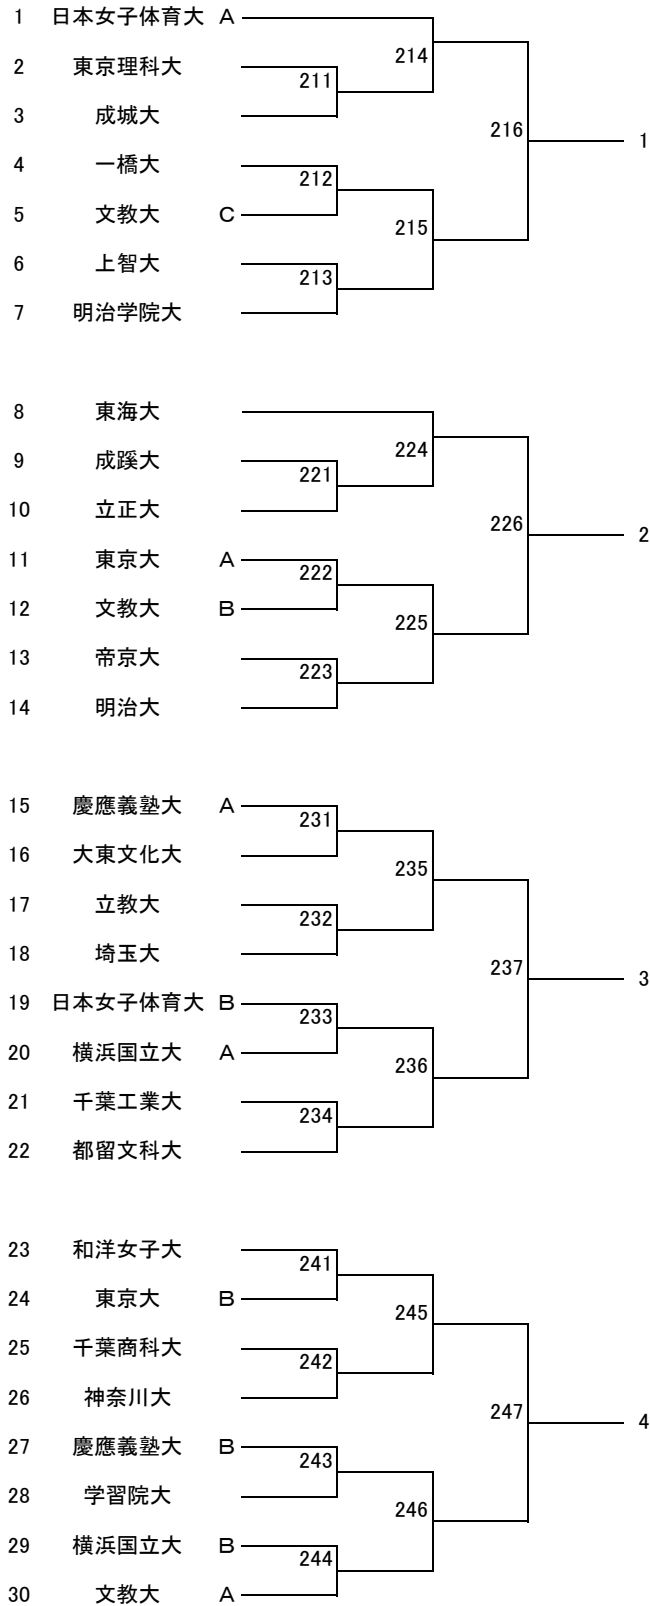 1 日本女子体育大 A
214
2 東京理科大
211
3 成城大
216
1
4 一橋大
212
5 文教大 C
215
6 上智大
213
7 明治学院大
8 東海大
224
9 成蹊大
221
10 立正大
226
2
11 東京大 A
222
12 文教大 B
225
13 帝京大
223
14 明治大
15 慶應義塾大 A
231
16 大東文化大
235
17 立教大
232
18 埼玉大
237
3
19 日本女子体育大 B
233
20 横浜国立大 A
236
21 千葉工業大
234
22 都留文科大
23 和洋女子大
241
24 東京大 B
245
25 千葉商科大
242
26 神奈川大
247
4
27 慶應義塾大 B
243
28 学習院大
246
29 横浜国立大 B
244
30 文教大 A